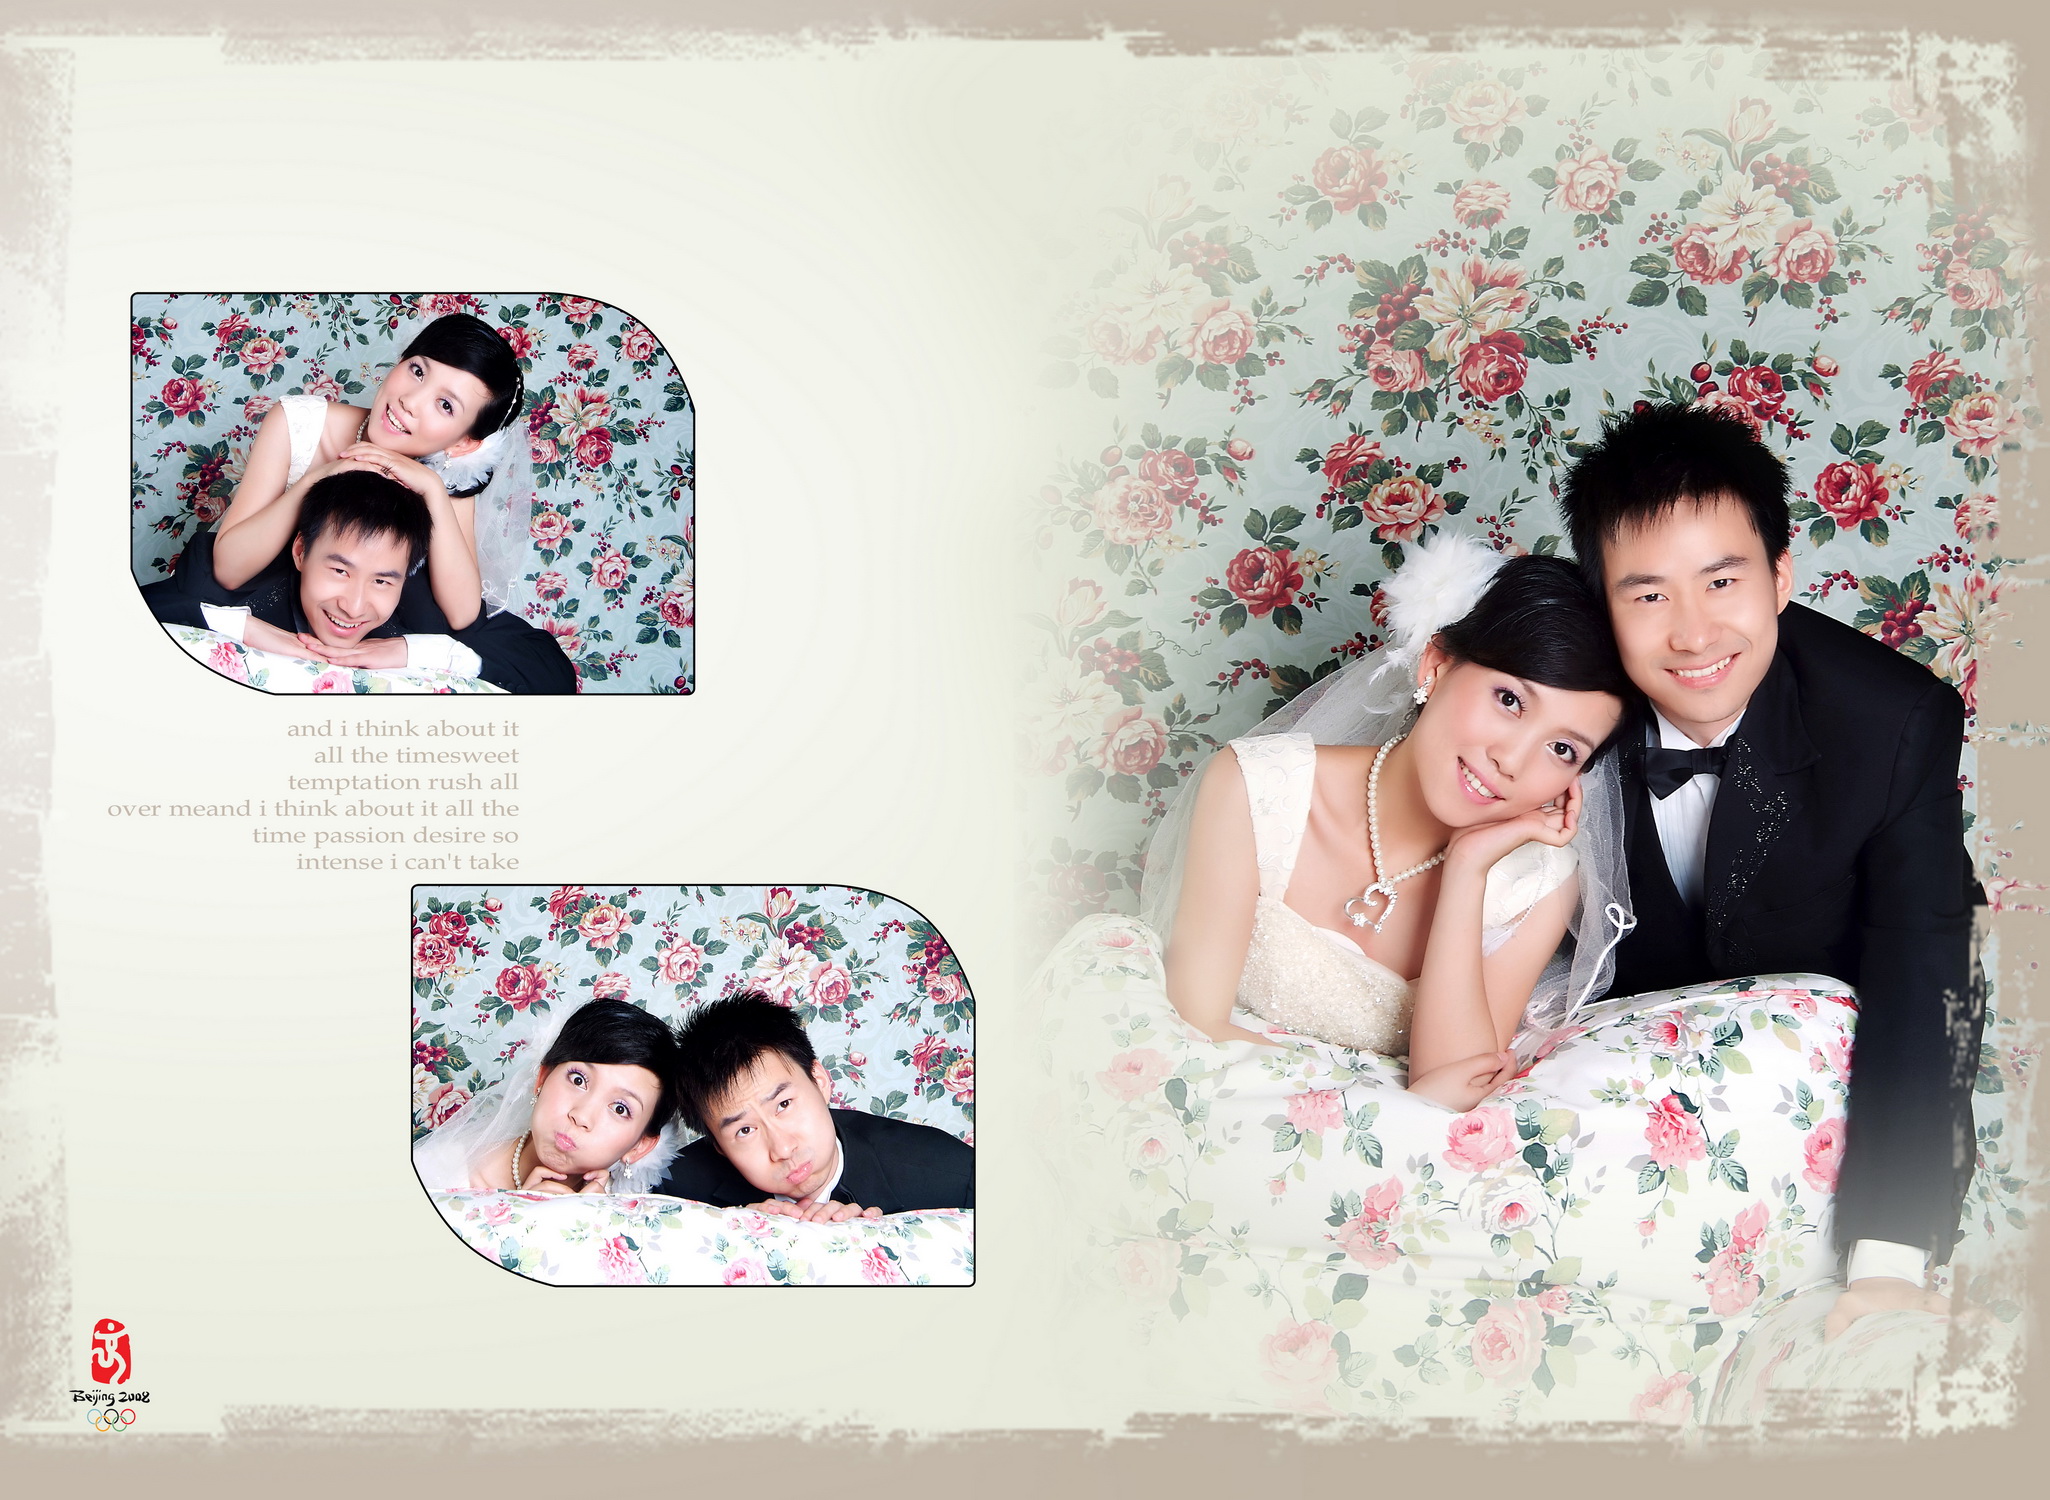 and i think about it
all the timesweet
temptation rush all
over meand i think about it all the
time passion desire so
intense i can't take
Beijing 2008